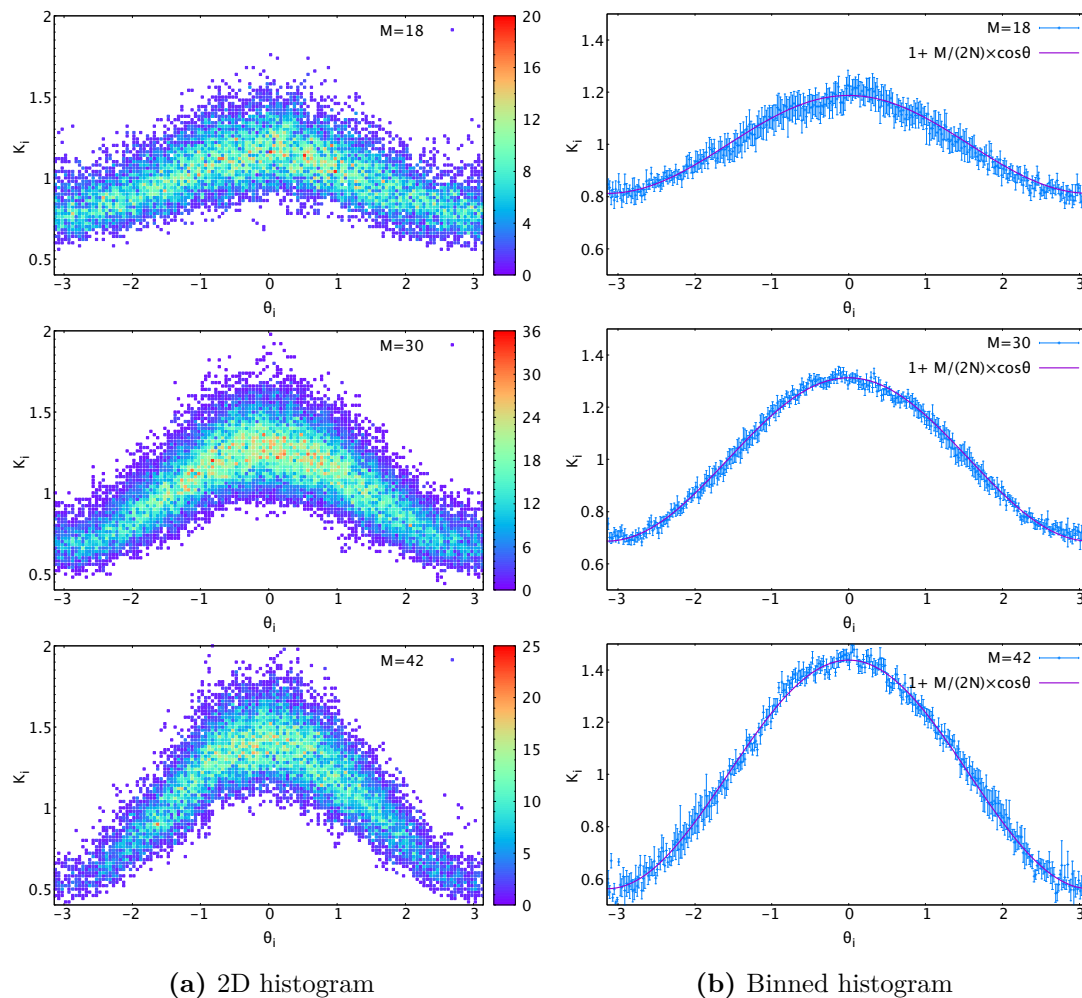 M=18
2
1.5
1
0.5
K_i
−3 −2 −1 0 1 2 3
θ_i
20
16
12
8
4
0
M=18
1+ M/(2N)×cosθ
1.4
1.2
1
0.8
0.6
K_i
−3 −2 −1 0 1 2 3
θ_i
M=30
2
1.5
1
0.5
K_i
−3 −2 −1 0 1 2 3
θ_i
36
30
24
18
12
6
0
M=30
1+ M/(2N)×cosθ
1.4
1.2
1
0.8
0.6
K_i
−3 −2 −1 0 1 2 3
θ_i
M=42
2
1.5
1
0.5
K_i
−3 −2 −1 0 1 2 3
θ_i
25
20
15
10
5
0
M=42
1+ M/(2N)×cosθ
1.4
1.2
1
0.8
0.6
K_i
−3 −2 −1 0 1 2 3
θ_i
(a) 2D histogram
(b) Binned histogram